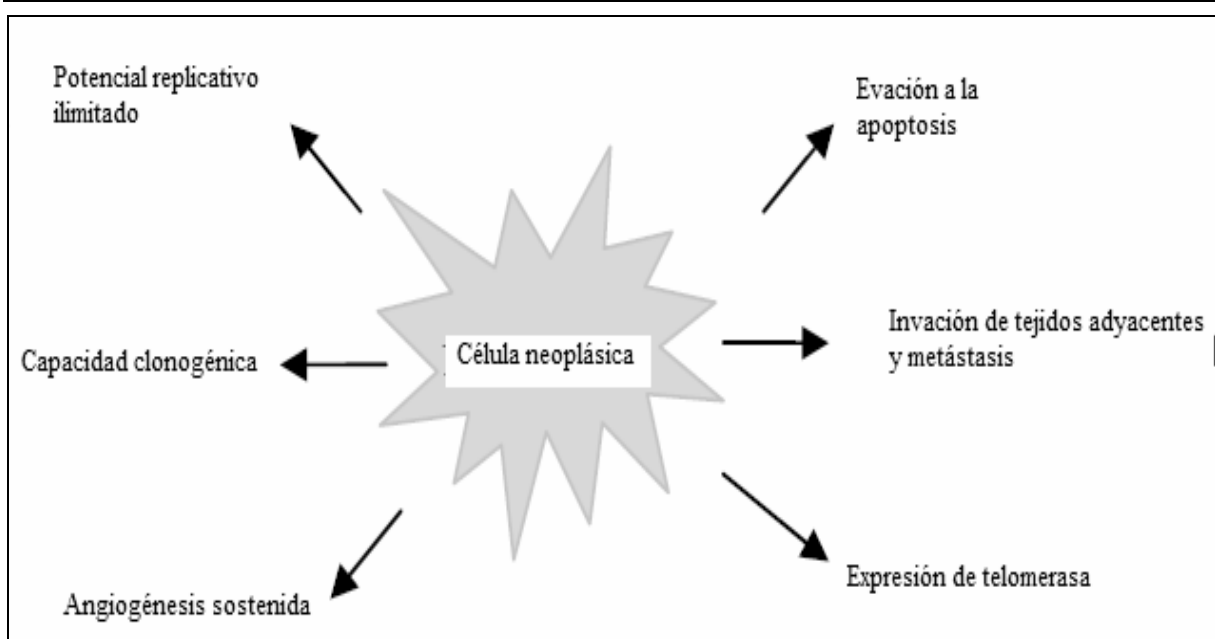 Potencial replicativo
ilimitado
Evación a la
apoptosis
Célula neoplásica
Invación de tejidos adyacentes
y metástasis
Capacidad clonogénica
Expresión de telomerasa
Angiogénesis sostenida